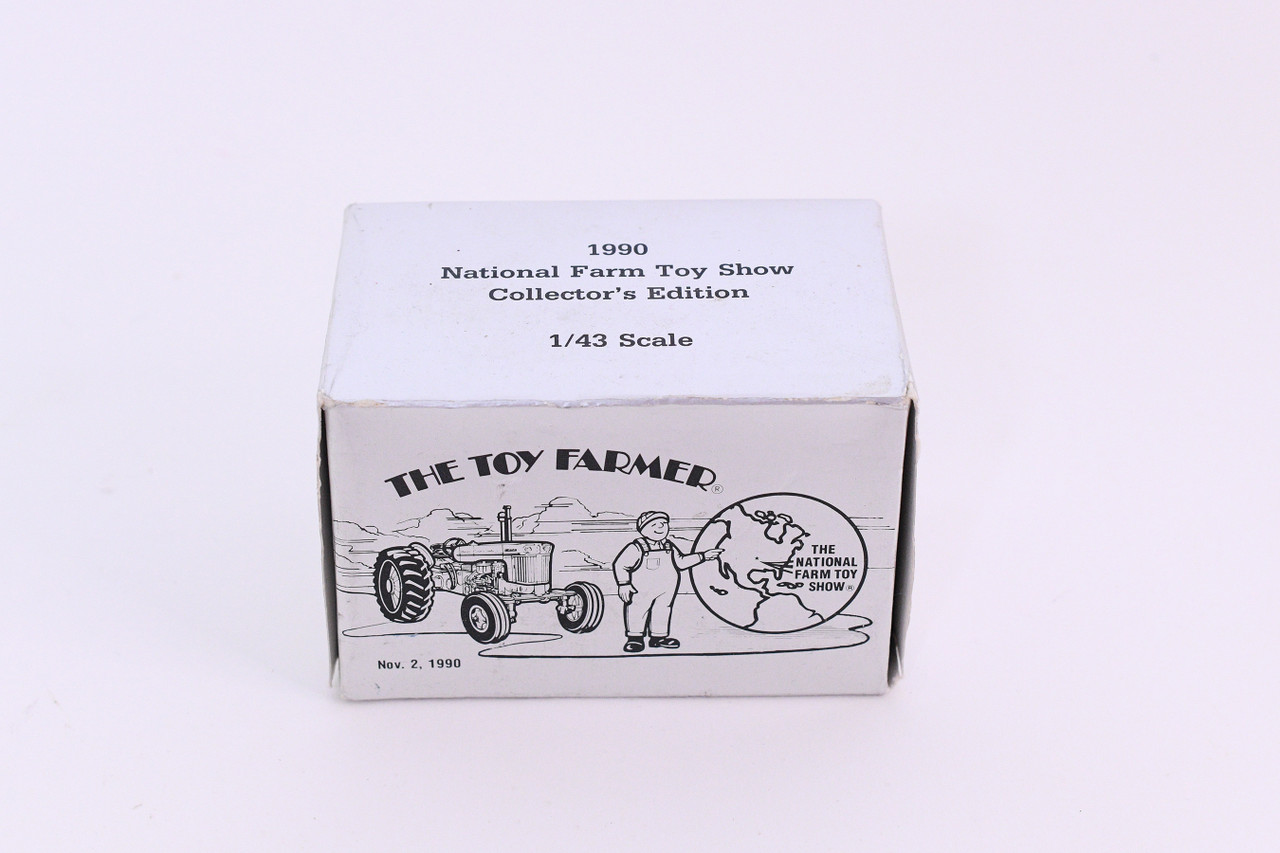 1990
National Farm Toy Show
Collector's Edition
1/43 Scale
THE TOY FARMER®
THE
NATIONAL
FARM TOY
SHOW®
Nov. 2, 1990